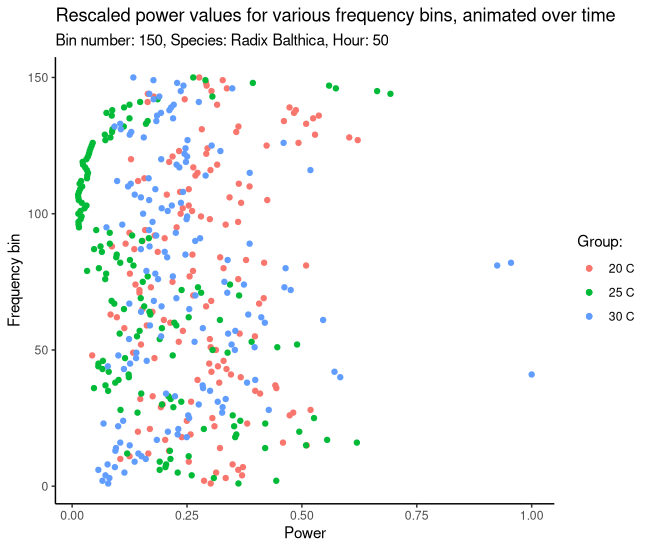 Rescaled power values for various frequency bins, animated over time
Bin number: 150, Species: Radix Balthica, Hour: 50
150
100
50
0
Frequency bin
0.00 0.25 0.50 0.75 1.00
Power
Group:
20 C
25 C
30 C